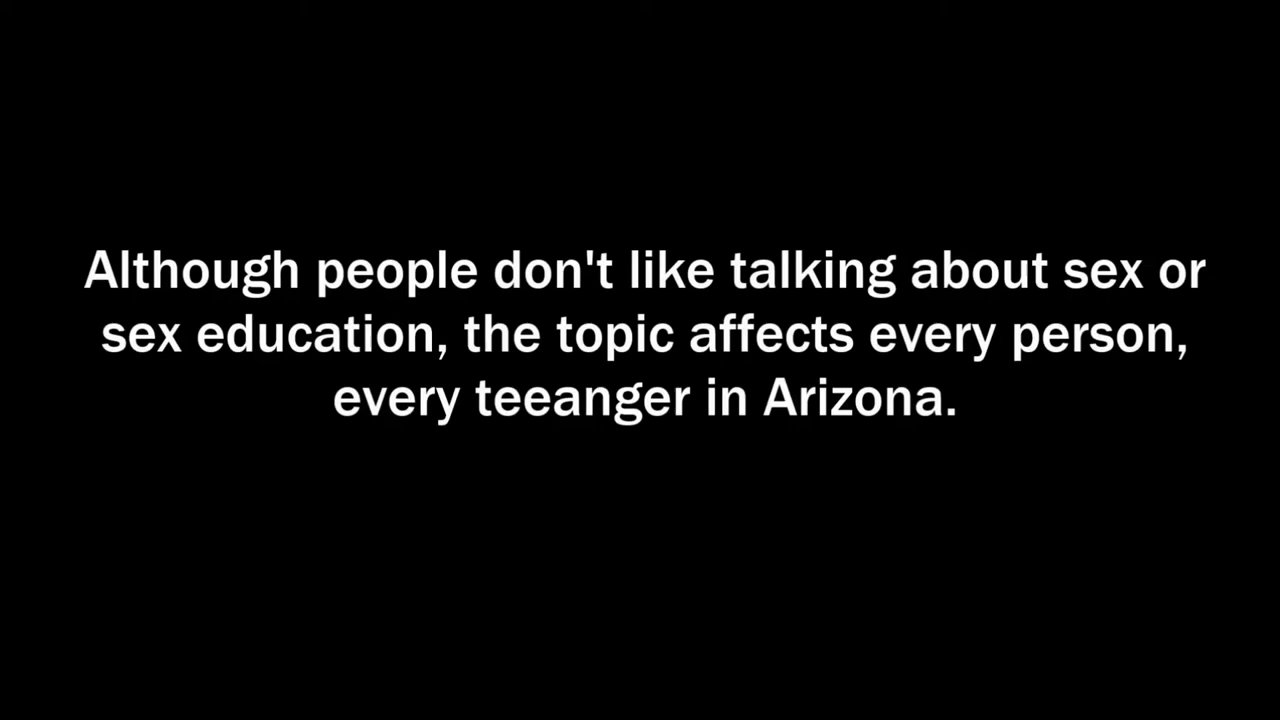 Although people don't like talking about sex or
sex education, the topic affects every person,
every teeanger in Arizona.